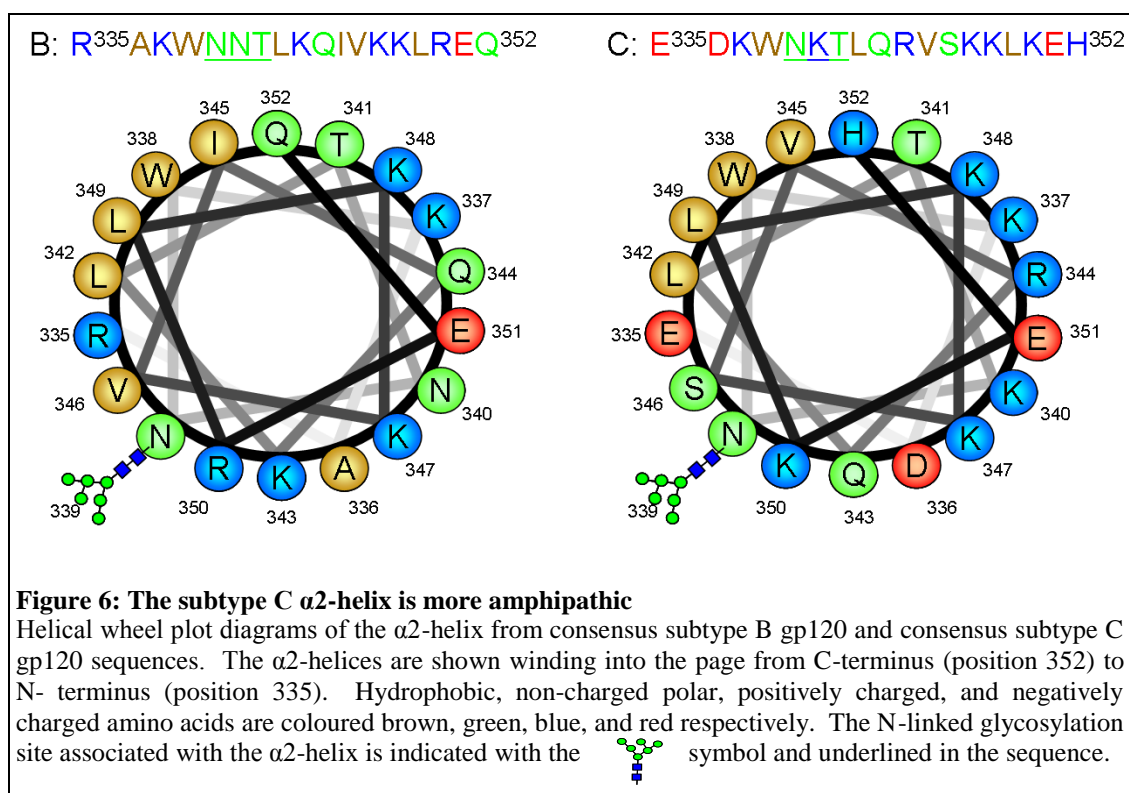 B: R³³⁵AKWNNTLKQIVKKLREQ³⁵² C: E³³⁵DKWNKTLQRVSKKLKEH³⁵²
345 352 341 345 352 341
338 I Q T 348 338 V H T 348
W K W K
349 337 349 337
L K L K
342 342
L Q 344 L R 344
335 R E 351 335 E E 351
V N S K
346 340 346 340
N K N K
R K A 347 K Q D 347
339 350 343 336 339 350 343 336
Figure 6: The subtype C α2-helix is more amphipathic
Helical wheel plot diagrams of the α2-helix from consensus subtype B gp120 and consensus subtype C
gp120 sequences. The α2-helices are shown winding into the page from C-terminus (position 352) to
N- terminus (position 335). Hydrophobic, non-charged polar, positively charged, and negatively
charged amino acids are coloured brown, green, blue, and red respectively. The N-linked glycosylation
site associated with the α2-helix is indicated with the symbol and underlined in the sequence.